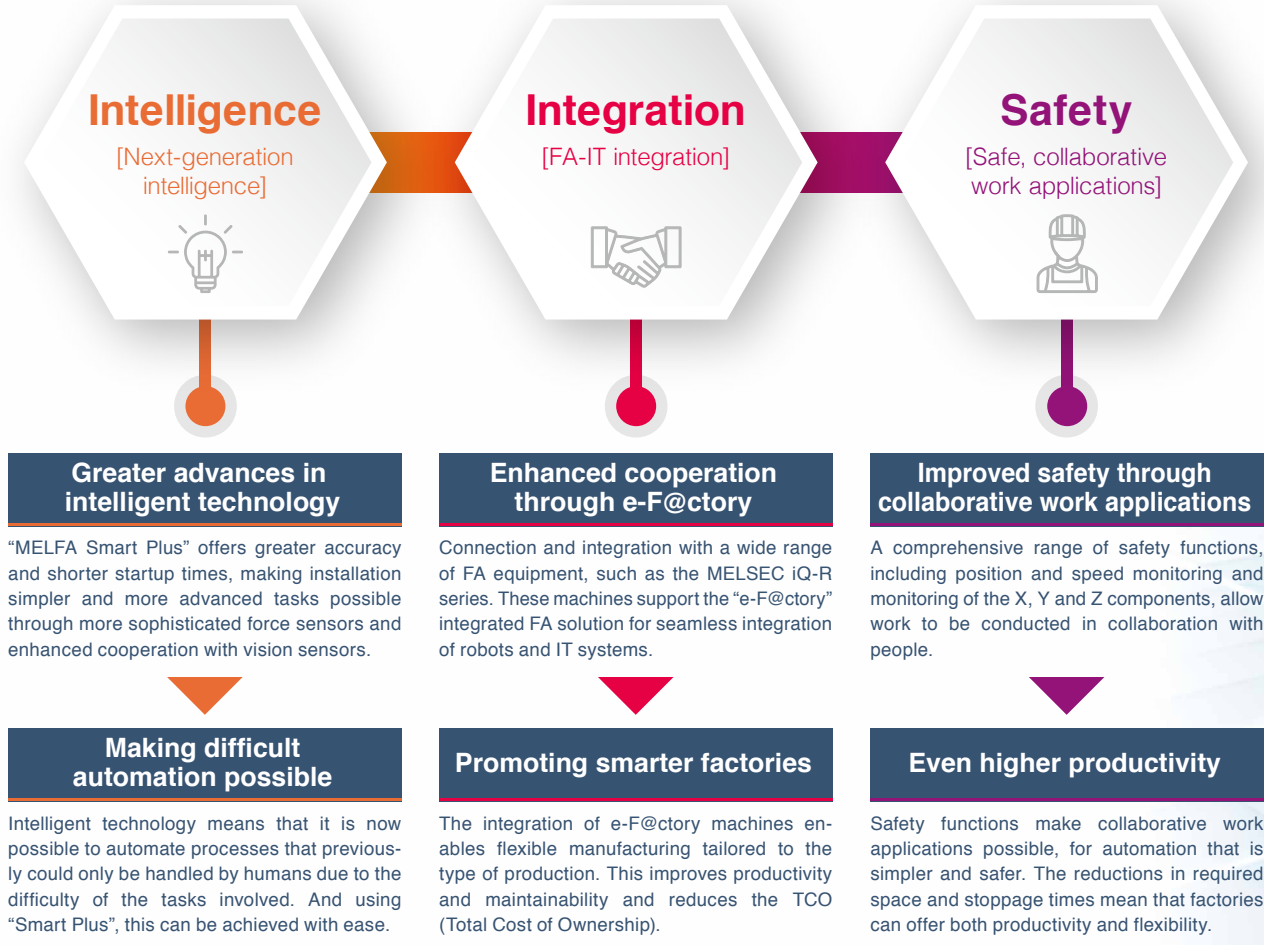 Intelligence
[Next-generation
intelligence]
Integration
[FA-IT integration]
Safety
[Safe, collaborative
work applications]
Greater advances in
intelligent technology
“MELFA Smart Plus” offers greater accuracy
and shorter startup times, making installation
simpler and more advanced tasks possible
through more sophisticated force sensors and
enhanced cooperation with vision sensors.
Making difficult
automation possible
Intelligent technology means that it is now
possible to automate processes that previous-
ly could only be handled by humans due to the
difficulty of the tasks involved. And using
“Smart Plus”, this can be achieved with ease.
Enhanced cooperation
through e-F@ctory
Connection and integration with a wide range
of FA equipment, such as the MELSEC iQ-R
series. These machines support the “e-F@ctory”
integrated FA solution for seamless integration
of robots and IT systems.
Promoting smarter factories
The integration of e-F@ctory machines en-
ables flexible manufacturing tailored to the
type of production. This improves productivity
and maintainability and reduces the TCO
(Total Cost of Ownership).
Improved safety through
collaborative work applications
A comprehensive range of safety functions,
including position and speed monitoring and
monitoring of the X, Y and Z components, allow
work to be conducted in collaboration with
people.
Even higher productivity
Safety functions make collaborative work
applications possible, for automation that is
simpler and safer. The reductions in required
space and stoppage times mean that factories
can offer both productivity and flexibility.